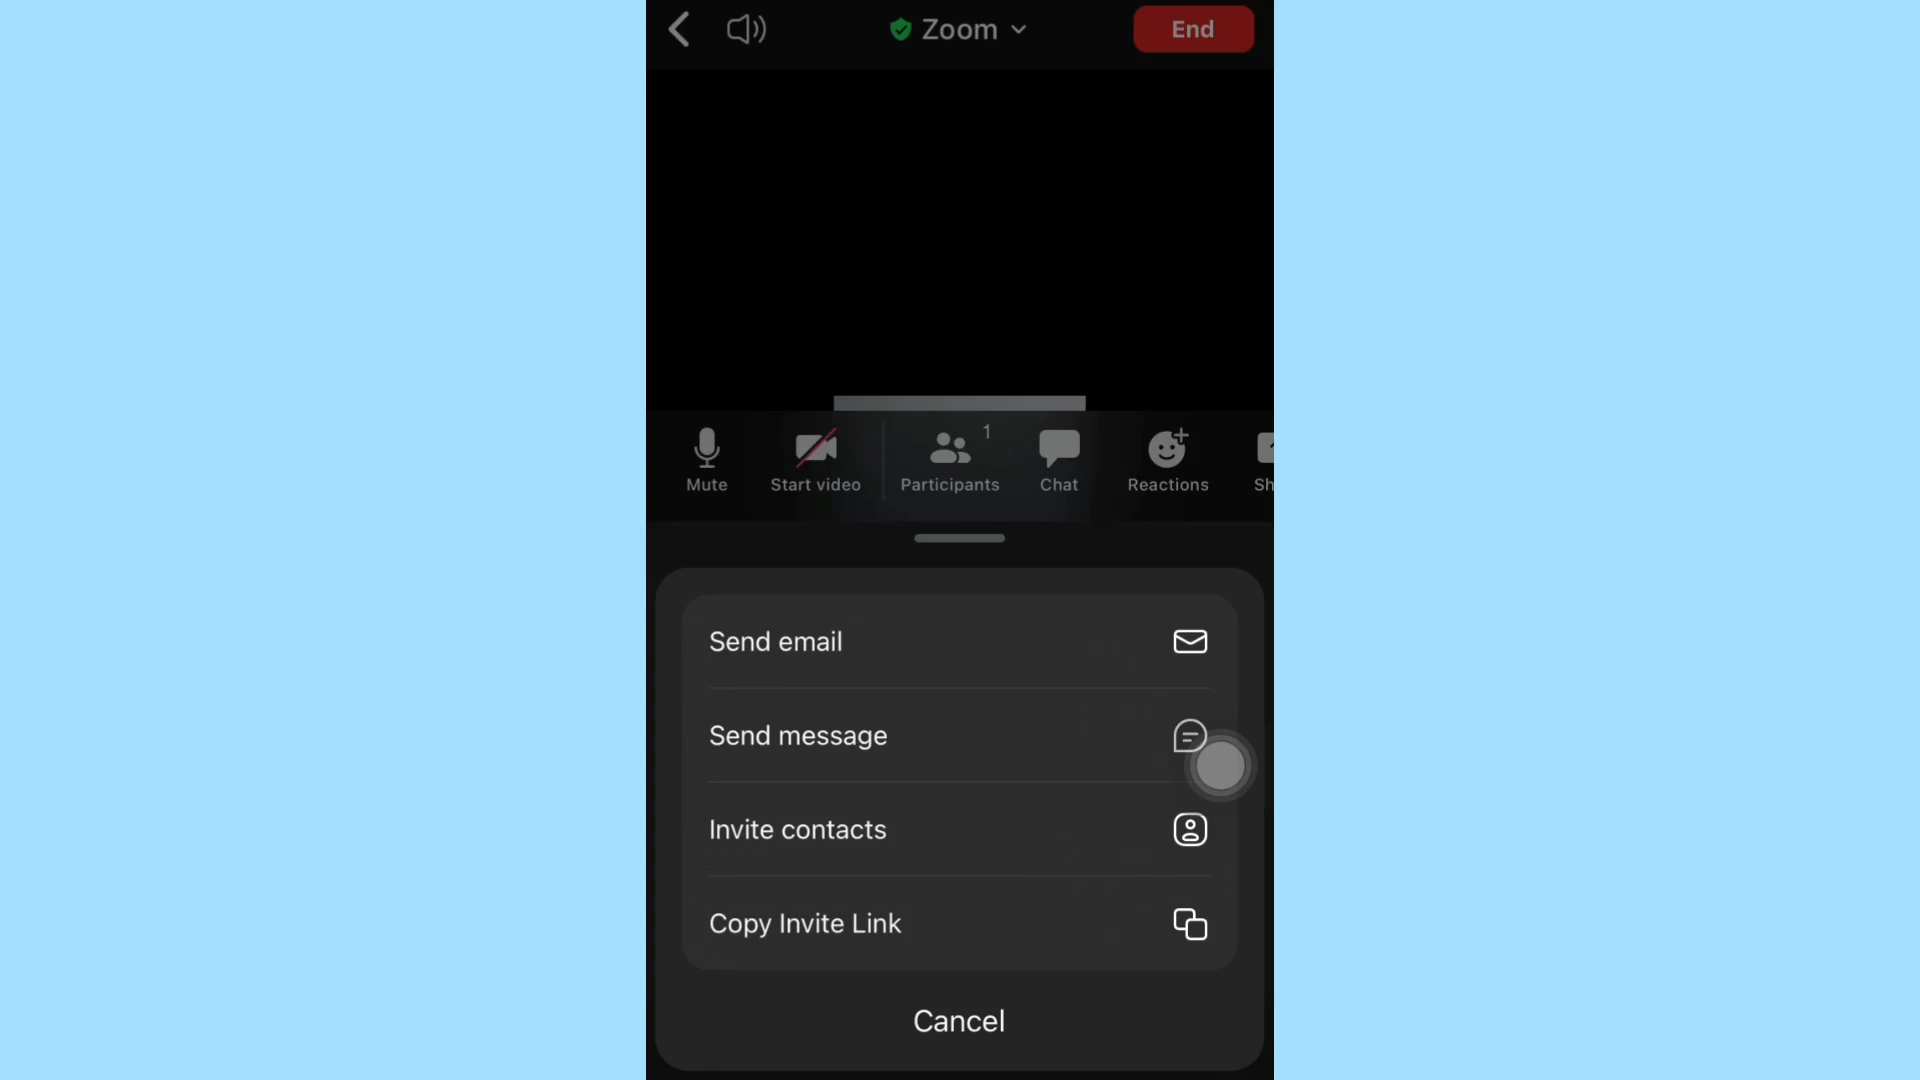 Zoom
End
1
Mute
Start video
Participants
Chat
Reactions
Sh
Send email
Send message
Invite contacts
Copy Invite Link
Cancel